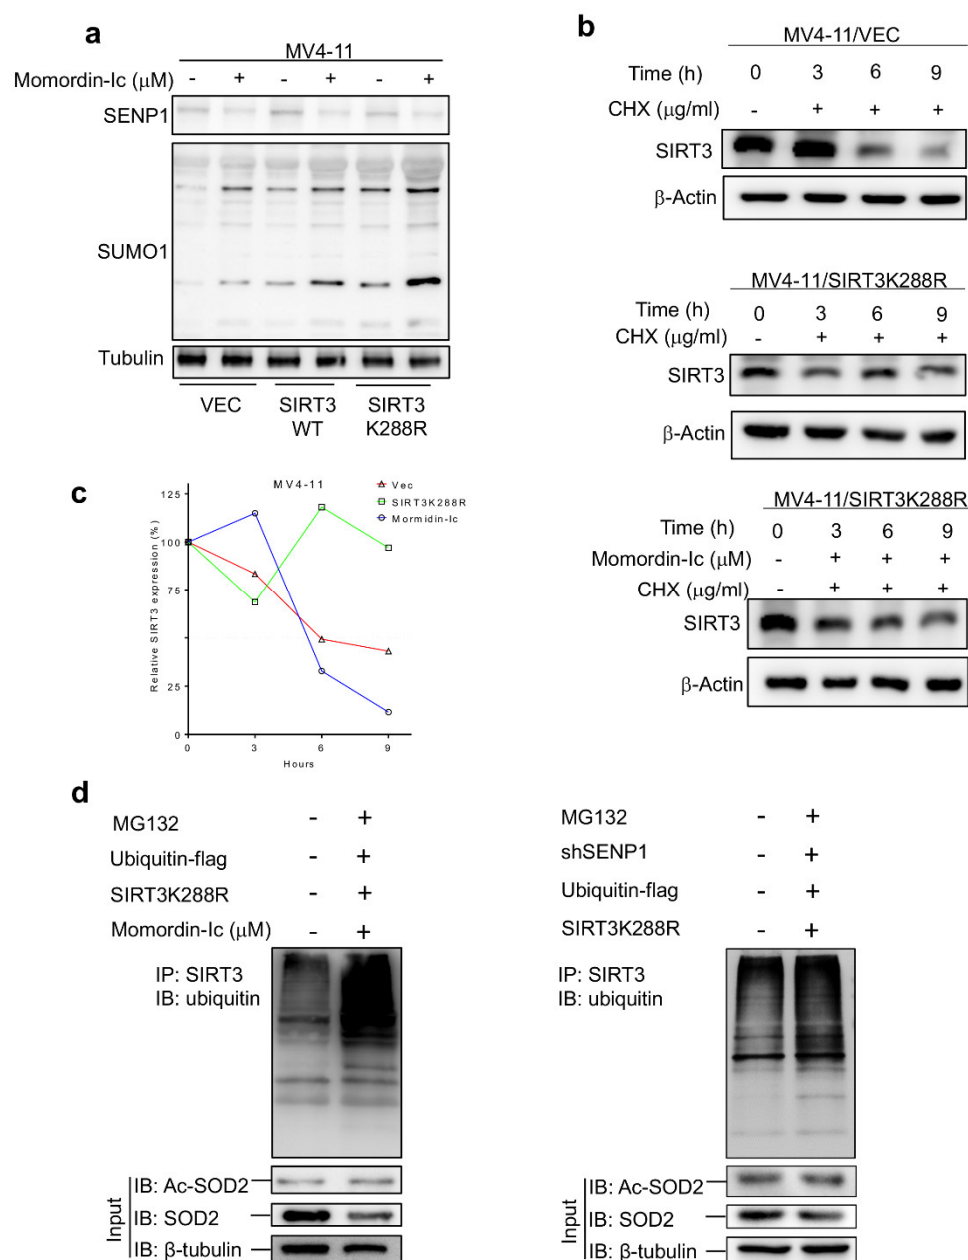 a
MV4-11
Momordin-Ic (μM) - + - + - +
SENP1
SUMO1
Tubulin
VEC SIRT3 SIRT3
WT K288R
b
MV4-11/VEC
Time (h) 0 3 6 9
CHX (μg/ml) - + + +
SIRT3
β-Actin
MV4-11/SIRT3K288R
Time (h) 0 3 6 9
CHX (μg/ml) - + + +
SIRT3
β-Actin
MV4-11/SIRT3K288R
Time (h) 0 3 6 9
Momordin-Ic (μM) - + + +
CHX (μg/ml) - + + +
SIRT3
β-Actin
c
MV4-11
Vec
SIRT3K288R
Mormidin-Ic
Relative SIRT3 expression (%)
125
100
75
25
0
0 3 6 9
Hours
d
MG132 - +
Ubiquitin-flag - +
SIRT3K288R - +
Momordin-Ic (μM) - +
IP: SIRT3
IB: ubiquitin
Input
IB: Ac-SOD2
IB: SOD2
IB: β-tubulin
MG132 - +
shSENP1 - +
Ubiquitin-flag - +
SIRT3K288R - +
IP: SIRT3
IB: ubiquitin
Input
IB: Ac-SOD2
IB: SOD2
IB: β-tubulin